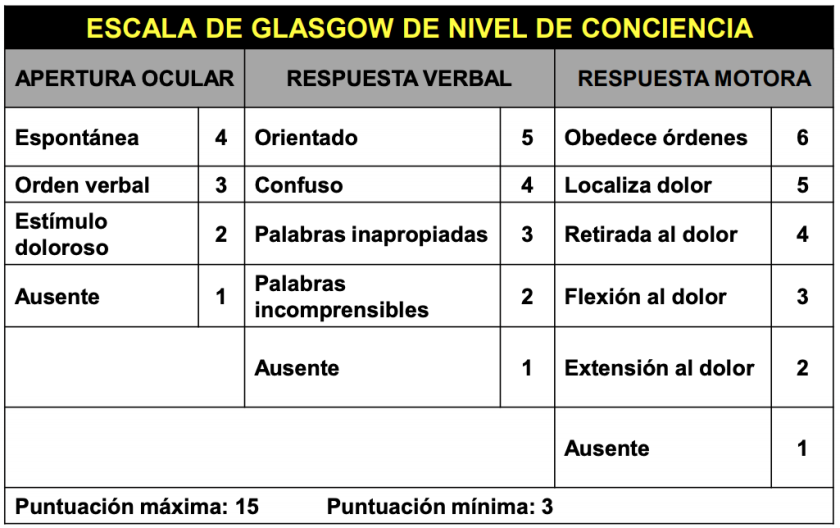 ESCALA DE GLASGOW DE NIVEL DE CONCIENCIA
APERTURA OCULAR RESPUESTA VERBAL RESPUESTA MOTORA
Espontánea 4 Orientado 5 Obedece órdenes 6
Orden verbal 3 Confuso 4 Localiza dolor 5
Estímulo
doloroso 2 Palabras inapropiadas 3 Retirada al dolor 4
Ausente 1 Palabras
incomprensibles 2 Flexión al dolor 3
Ausente 1 Extensión al dolor 2
Ausente 1
Puntuación máxima: 15 Puntuación mínima: 3